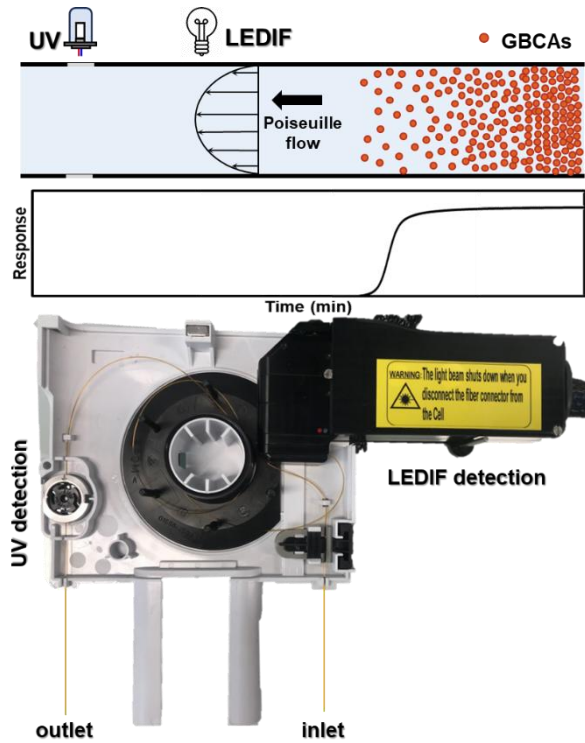 UV
LEDIF
GBCAs
Poiseuille
flow
Response
Time (min)
WARNING: The light beam shuts down when you
disconnect the fiber connector from
the Cell
UV detection
LEDIF detection
outlet
inlet